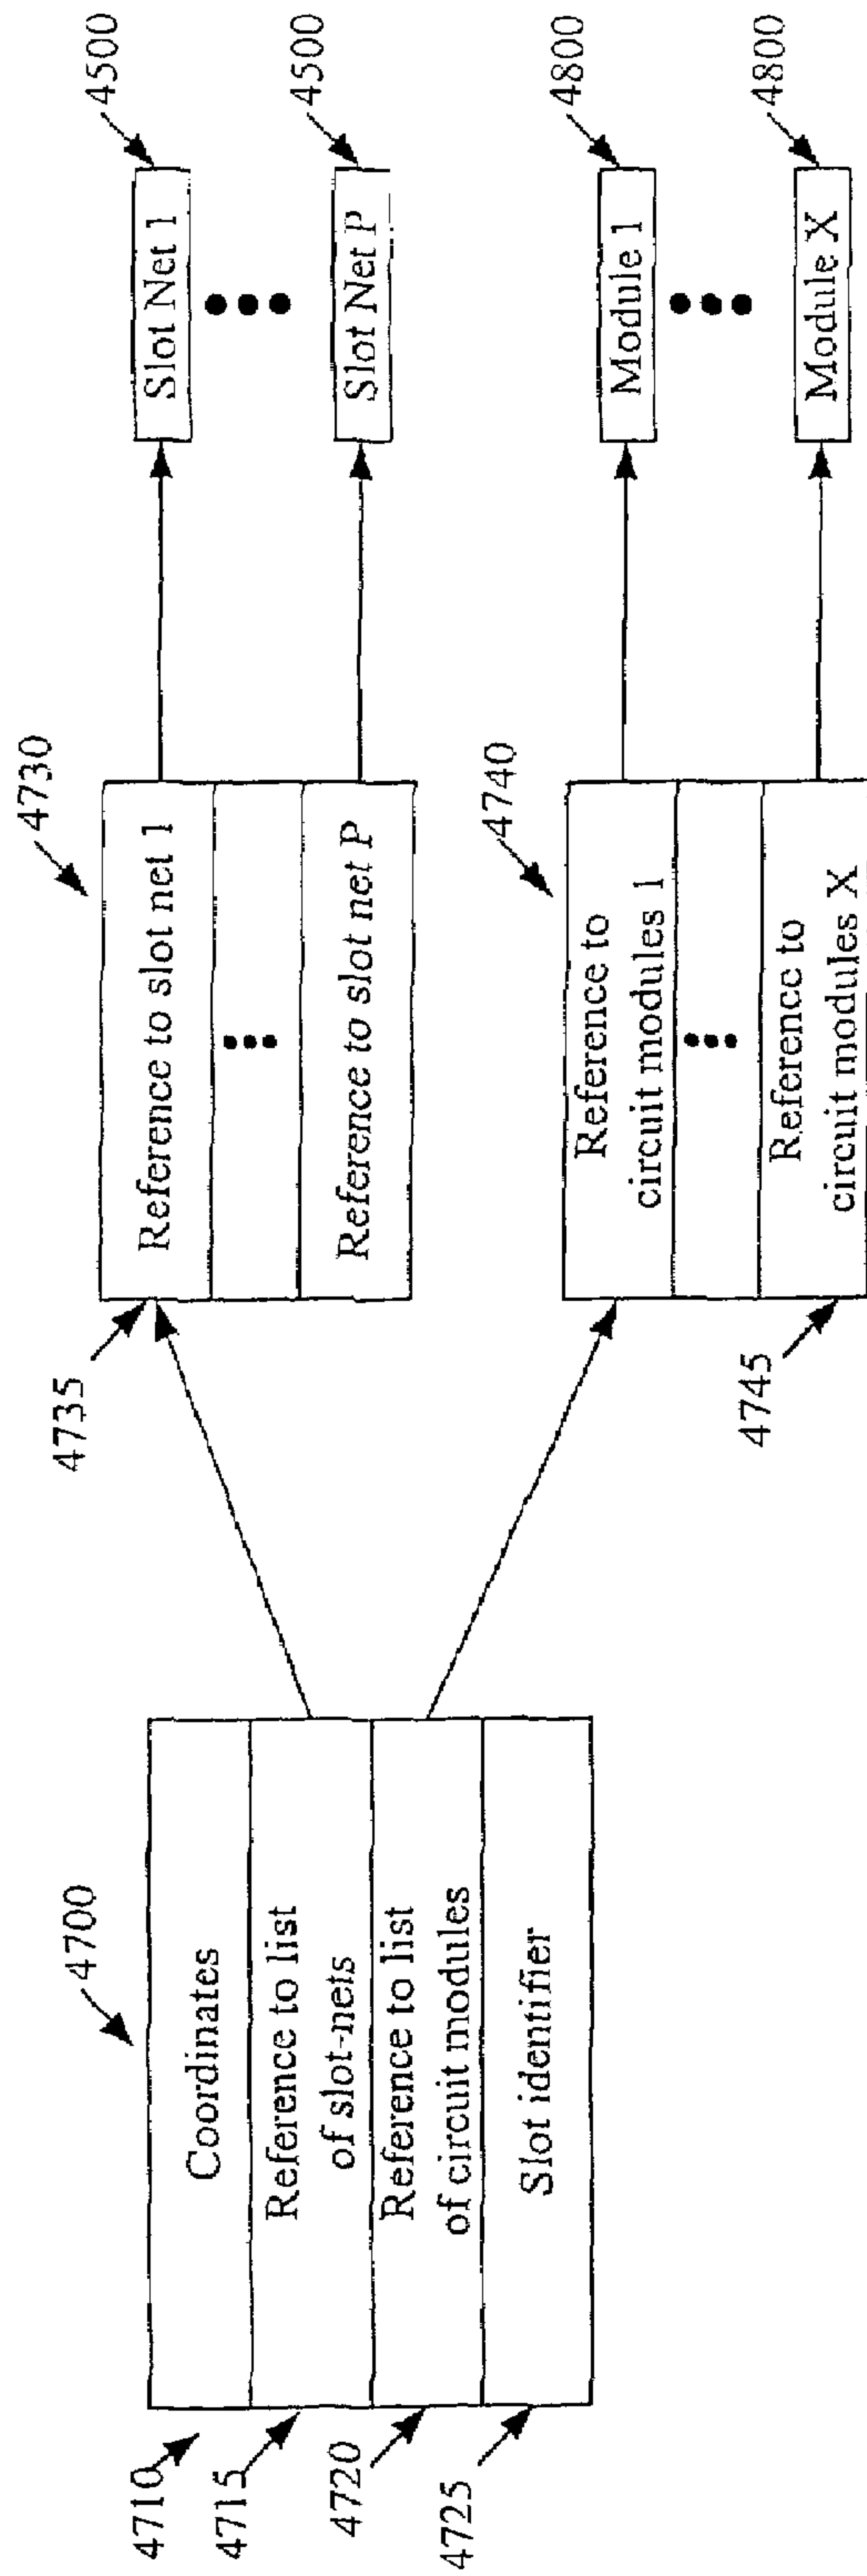 4700
4710
Coordinates
4715
Reference to list
of slot-nets
4720
Reference to list
of circuit modules
4725
Slot identifier
4730
4735
Reference to slot net 1
Reference to slot net P
4740
Reference to
circuit modules 1
4745
Reference to
circuit modules X
4500
Slot Net 1
4500
Slot Net P
4800
Module 1
4800
Module X